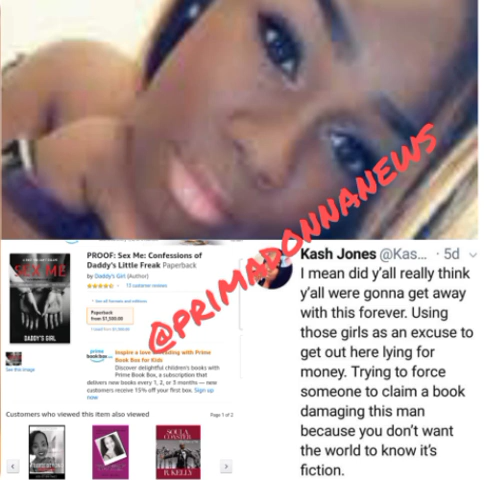 @PRIMADONNANEWS
PROOF: Sex Me: Confessions of
Daddy's Little Freak Paperback
by Daddy's Girl (Author)
13 customer reviews
Paperback
from $1,500.00
prime
book box
Inspire a love of reading with Prime
Book Box for Kids
Discover delightful children's books with
Prime Book Box, a subscription that
delivers new books every 1, 2, or 3 months — new
customers receive 15% off your first box. Sign up
now
SEX ME
DADDY'S GIRL
See this image
Customers who viewed this item also viewed
Page 1 of 2
SOULA
COASTER
R. KELLY
Kash Jones @Kas... · 5d
I mean did y'all really think
y'all were gonna get away
with this forever. Using
those girls as an excuse to
get out here lying for
money. Trying to force
someone to claim a book
damaging this man
because you don't want
the world to know it's
fiction.